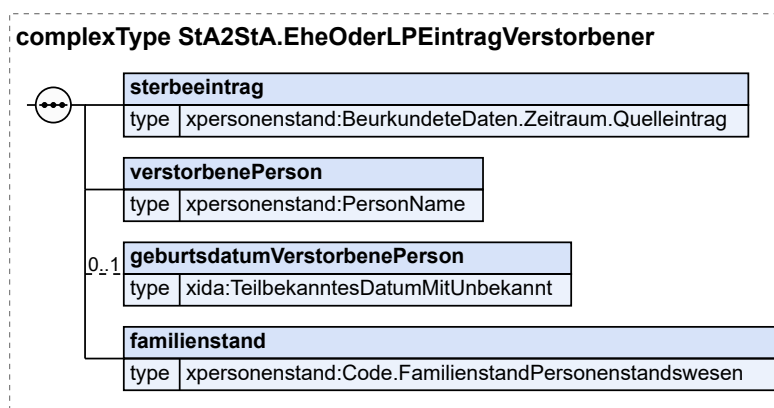 complexType StA2StA.EheOderLPEintragVerstorbener
sterbeeintrag
type xpersonenstand:BeurkundeteDaten.Zeitraum.Quelleintrag
verstorbenePerson
type xpersonenstand:PersonName
0..1
geburtsdatumVerstorbenePerson
type xida:TeilbekanntesDatumMitUnbekannt
familienstand
type xpersonenstand:Code.FamilienstandPersonenstandswesen